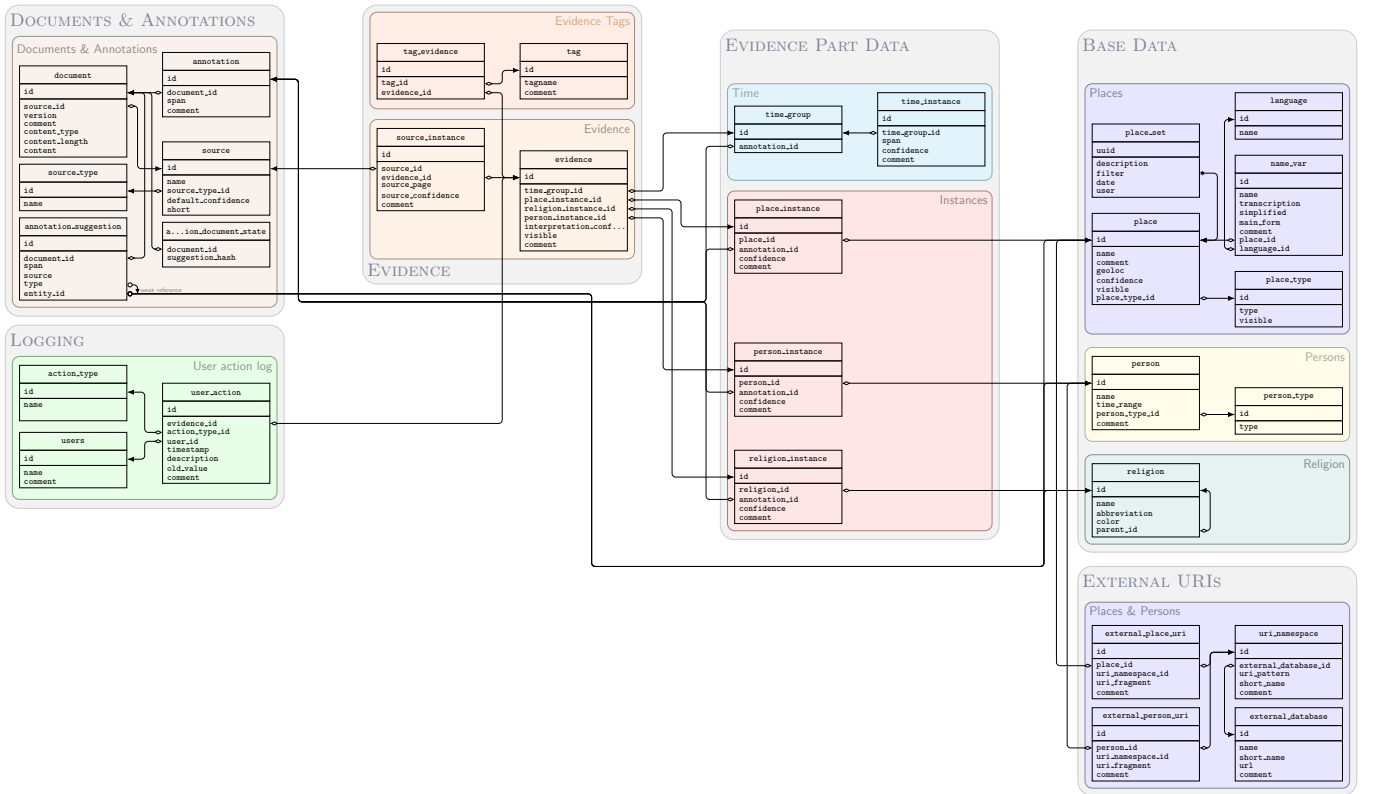 DOCUMENTS & ANNOTATIONS
Documents & Annotations
document
id
source_id
version
comment
content_type
content_length
content
annotation
id
document_id
span
comment
source
id
name
source_type_id
default_confidence
short
source_type
id
name
annotation_suggestion
id
document_id
span
source
type
entity_id
weak reference
a...ion_document_state
document_id
suggestion_hash
LOGGING
User action log
action_type
id
name
users
id
name
comment
user_action
id
evidence_id
action_type_id
user_id
timestamp
description
old_value
comment
Evidence Tags
tag_evidence
id
tag_id
evidence_id
tag
id
tagname
comment
Evidence
source_instance
id
source_id
evidence_id
source_page
source_confidence
comment
evidence
id
time_group_id
place_instance_id
religion_instance_id
person_instance_id
interpretation_conf...
visible
comment
EVIDENCE
EVIDENCE PART DATA
Time
time_group
id
annotation_id
time_instance
id
time_group_id
span
confidence
comment
Instances
place_instance
id
place_id
annotation_id
confidence
comment
person_instance
id
person_id
annotation_id
confidence
comment
religion_instance
id
religion_id
annotation_id
confidence
comment
BASE DATA
Places
place_set
uuid
description
filter
date
user
language
id
name
name_var
id
name
transcription
simplified
main_form
comment
place_id
language_id
place
id
name
comment
geoloc
confidence
visible
place_type_id
place_type
id
type
visible
Persons
person
id
name
time_range
person_type_id
comment
person_type
id
type
Religion
religion
id
name
abbreviation
color
parent_id
EXTERNAL URIS
Places & Persons
external_place_uri
id
place_id
uri_namespace_id
uri_fragment
comment
uri_namespace
id
external_database_id
uri_pattern
short_name
comment
external_person_uri
id
person_id
uri_namespace_id
uri_fragment
comment
external_database
id
name
short_name
url
comment